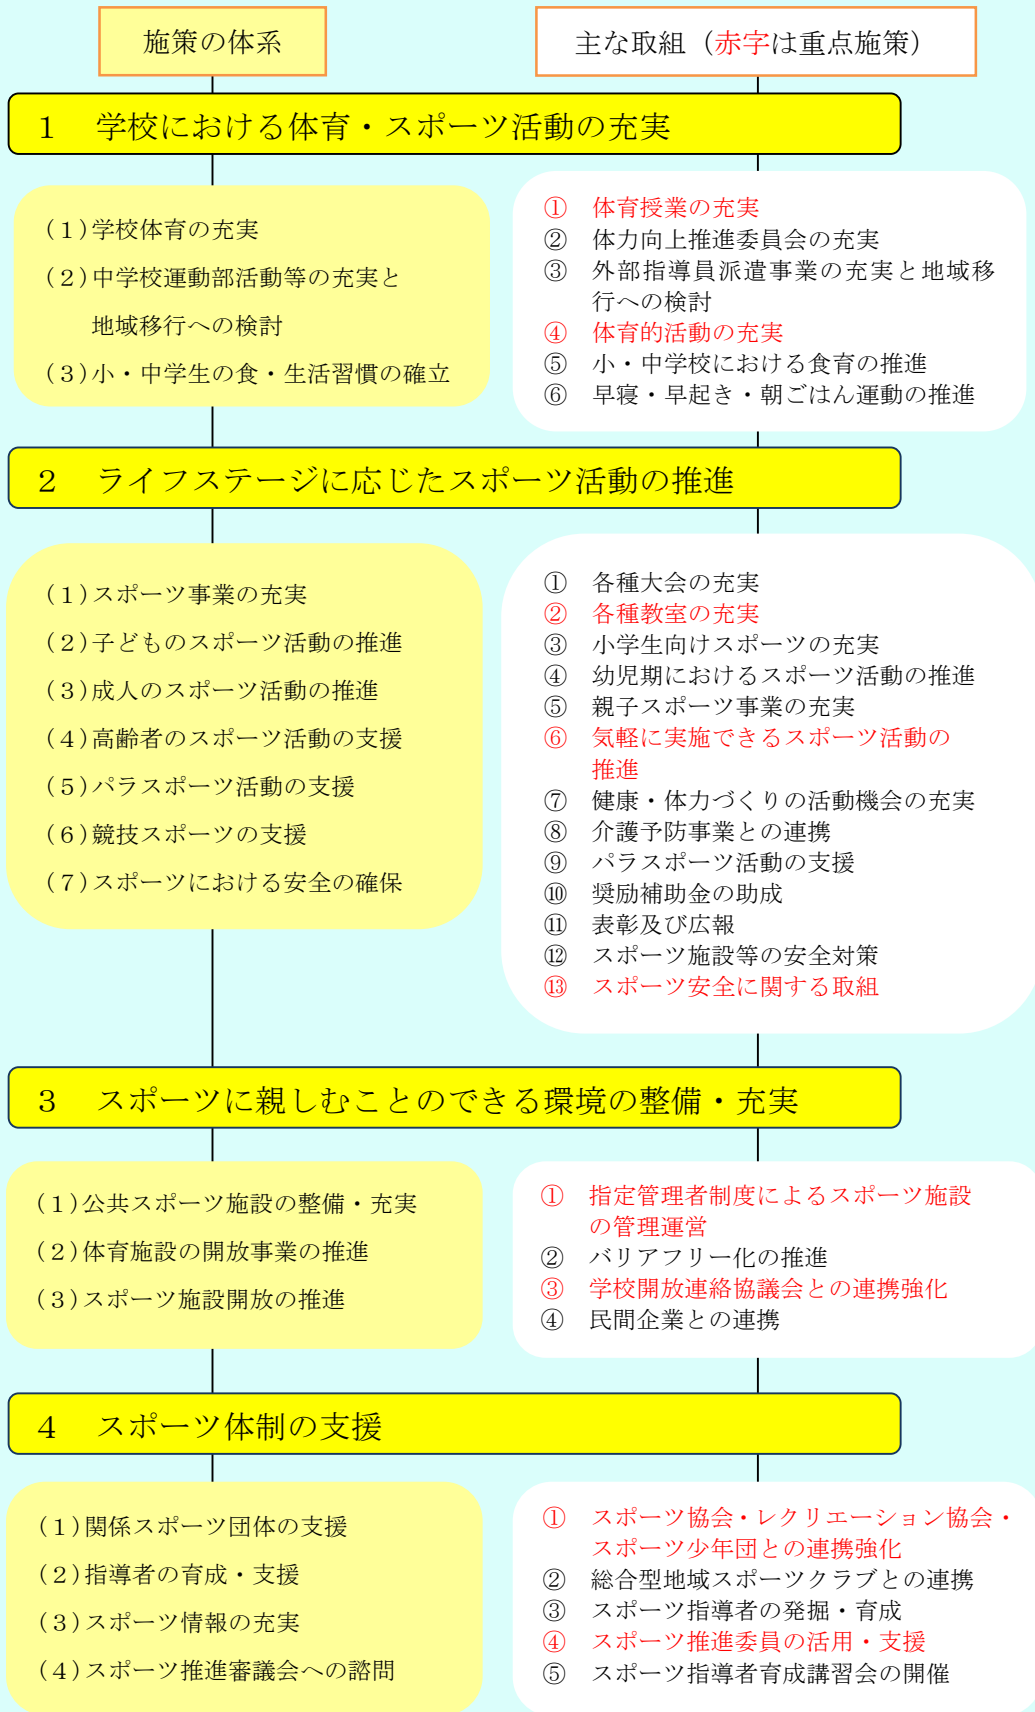 施策の体系
主な取組（赤字は重点施策）
１　学校における体育・スポーツ活動の充実
（１）学校体育の充実
（２）中学校運動部活動等の充実と
地域移行への検討
（３）小・中学生の食・生活習慣の確立
①　体育授業の充実
②　体力向上推進委員会の充実
③　外部指導員派遣事業の充実と地域移
行への検討
④　体育的活動の充実
⑤　小・中学校における食育の推進
⑥　早寝・早起き・朝ごはん運動の推進
２　ライフステージに応じたスポーツ活動の推進
（１）スポーツ事業の充実
（２）子どものスポーツ活動の推進
（３）成人のスポーツ活動の推進
（４）高齢者のスポーツ活動の支援
（５）パラスポーツ活動の支援
（６）競技スポーツの支援
（７）スポーツにおける安全の確保
①　各種大会の充実
②　各種教室の充実
③　小学生向けスポーツの充実
④　幼児期におけるスポーツ活動の推進
⑤　親子スポーツ事業の充実
⑥　気軽に実施できるスポーツ活動の
推進
⑦　健康・体力づくりの活動機会の充実
⑧　介護予防事業との連携
⑨　パラスポーツ活動の支援
⑩　奨励補助金の助成
⑪　表彰及び広報
⑫　スポーツ施設等の安全対策
⑬　スポーツ安全に関する取組
３　スポーツに親しむことのできる環境の整備・充実
（１）公共スポーツ施設の整備・充実
（２）体育施設の開放事業の推進
（３）スポーツ施設開放の推進
①　指定管理者制度によるスポーツ施設
の管理運営
②　バリアフリー化の推進
③　学校開放連絡協議会との連携強化
④　民間企業との連携
４　スポーツ体制の支援
（１）関係スポーツ団体の支援
（２）指導者の育成・支援
（３）スポーツ情報の充実
（４）スポーツ推進審議会への諮問
①　スポーツ協会・レクリエーション協会・
スポーツ少年団との連携強化
②　総合型地域スポーツクラブとの連携
③　スポーツ指導者の発掘・育成
④　スポーツ推進委員の活用・支援
⑤　スポーツ指導者育成講習会の開催